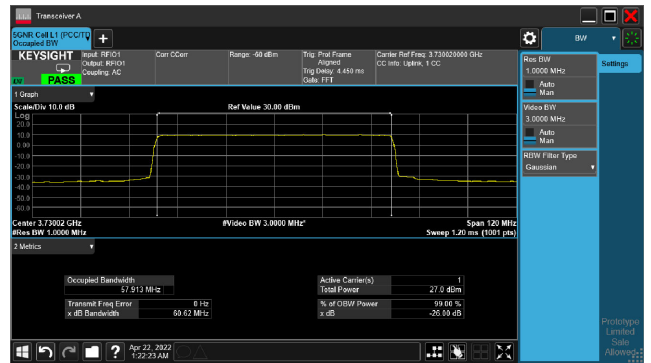 Transceiver A
5GNR Cell L1 (PCC/TD
Occupied BW
BW
KEYSIGHT
PASS
Input: RFIO1
Output: RFIO1
Coupling: AC
Corr CCorr
Range: -60 dBm
Trig: Prot Frame
Aligned
Trig Delay: 4.450 ms
Gate: FFT
Carrier Ref Freq: 3.730020000 GHz
CC Info: Uplink, 1 CC
Res BW
1.0000 MHz
Auto
Man
Settings
Video BW
3.0000 MHz
Auto
Man
RBW Filter Type
Gaussian
1 Graph
Scale/Div 10.0 dB
Ref Value 30.00 dBm
Log
20.0
10.0
0.00
-10.0
-20.0
-30.0
-40.0
-50.0
-60.0
Center 3.73002 GHz
#Video BW 3.0000 MHz*
Span 120 MHz
#Res BW 1.0000 MHz
Sweep 1.20 ms (1001 pts)
2 Metrics
Occupied Bandwidth
57.913 MHz
Active Carrier(s)
1
Total Power
27.0 dBm
Transmit Freq Error
0 Hz
x dB Bandwidth
60.62 MHz
% of OBW Power
99.00 %
x dB
-26.00 dB
Prototype
Limited
Sale
Allowed
Apr 22, 2022
1:22:23 AM